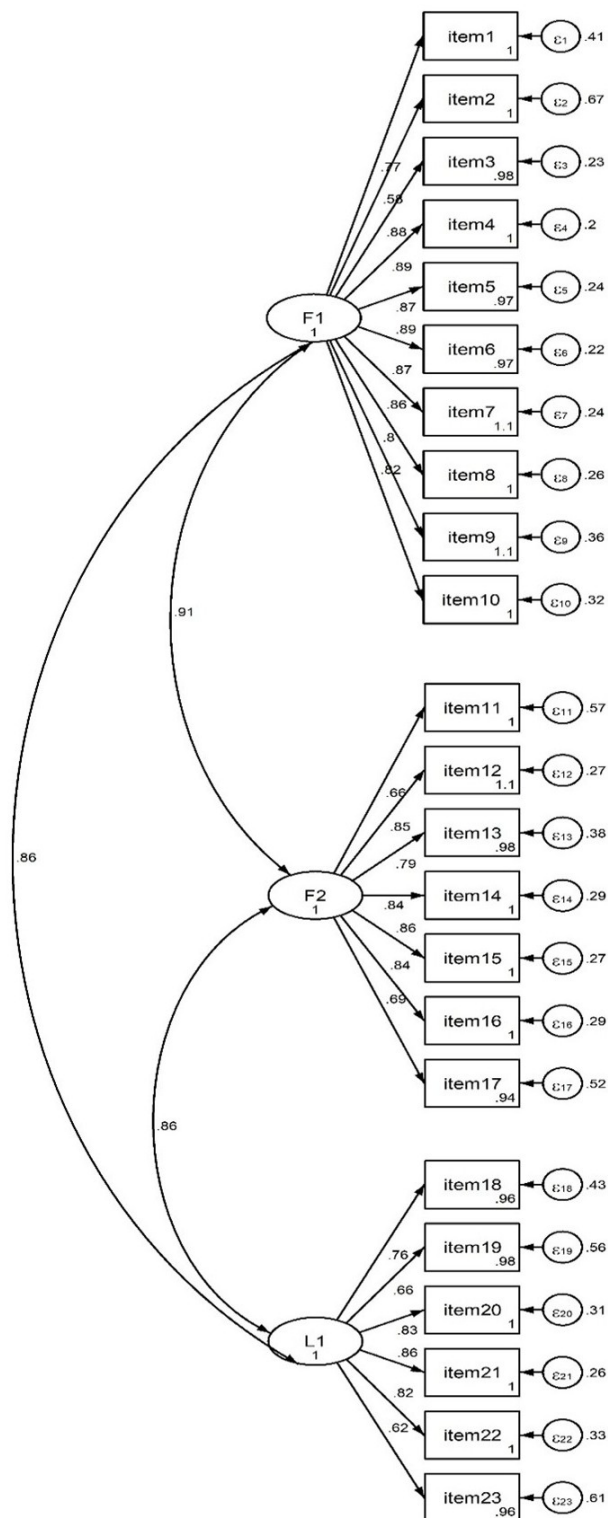 item1
1
ε1
.41
item2
1
ε2
.67
item3
.98
ε3
.23
.77
item4
1
ε4
.2
.58
.88
item5
.97
ε5
.24
.89
.87
F1
1
item6
.97
ε6
.22
.89
.87
item7
1.1
ε7
.24
.86
.8
item8
1
ε8
.26
.82
item9
1.1
ε9
.36
item10
1
ε10
.32
.91
item11
1
ε11
.57
item12
1.1
ε12
.27
.66
.85
item13
.98
ε13
.38
.79
.86
F2
1
.84
item14
1
ε14
.29
.86
item15
1
ε15
.27
.84
.69
item16
1
ε16
.29
item17
.94
ε17
.52
.86
item18
.96
ε18
.43
item19
.98
ε19
.56
.76
.66
item20
1
ε20
.31
.83
L1
1
.86
item21
1
ε21
.26
.82
.62
item22
1
ε22
.33
item23
.96
ε23
.61